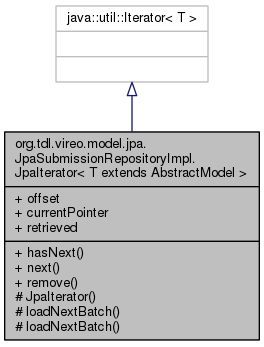 java::util::Iterator< T >
org.tdl.vireo.model.jpa.
JpaSubmissionRepositoryImpl.
JpaIterator< T extends AbstractModel >
+ offset
+ currentPointer
+ retrieved
+ hasNext()
+ next()
+ remove()
# JpaIterator()
# loadNextBatch()
# loadNextBatch()